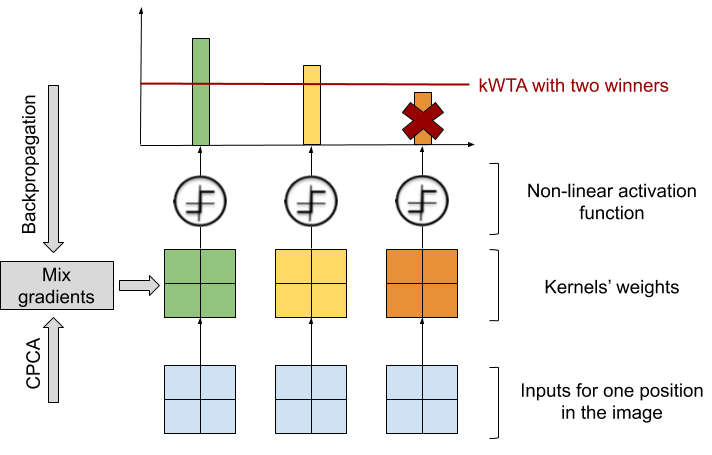 kWTA with two winners
Backpropagation
Non-linear activation
function
Mix
gradients
Kernels' weights
CPCA
Inputs for one position
in the image